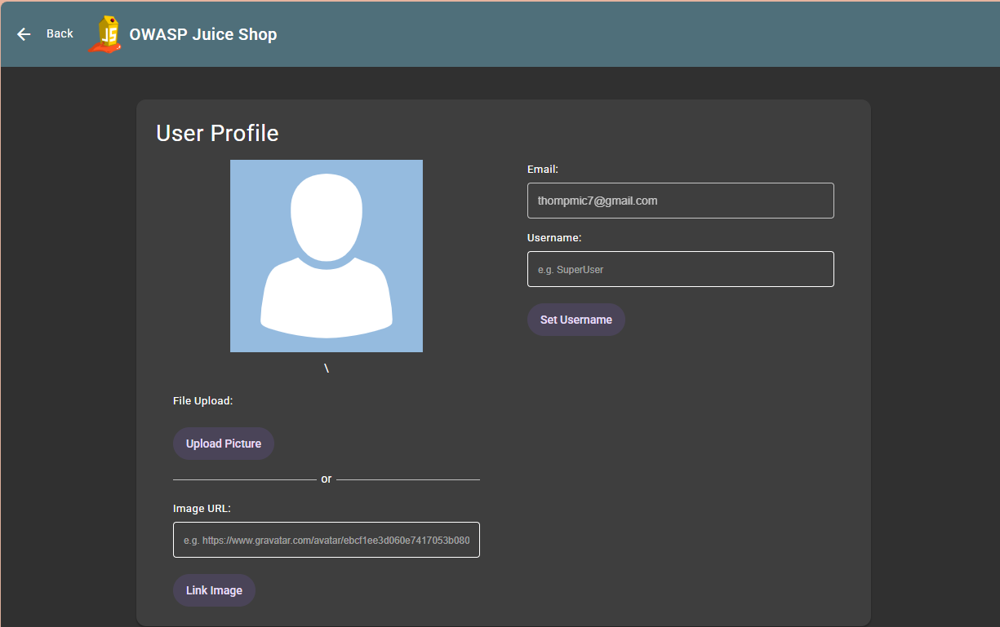 Back
JS
OWASP Juice Shop
User Profile
\
File Upload:
Upload Picture
or
Image URL:
e.g. https://www.gravatar.com/avatar/ebcf1ee3d060e7417053b080
Link Image
Email:
thompmic7@gmail.com
Username:
e.g. SuperUser
Set Username